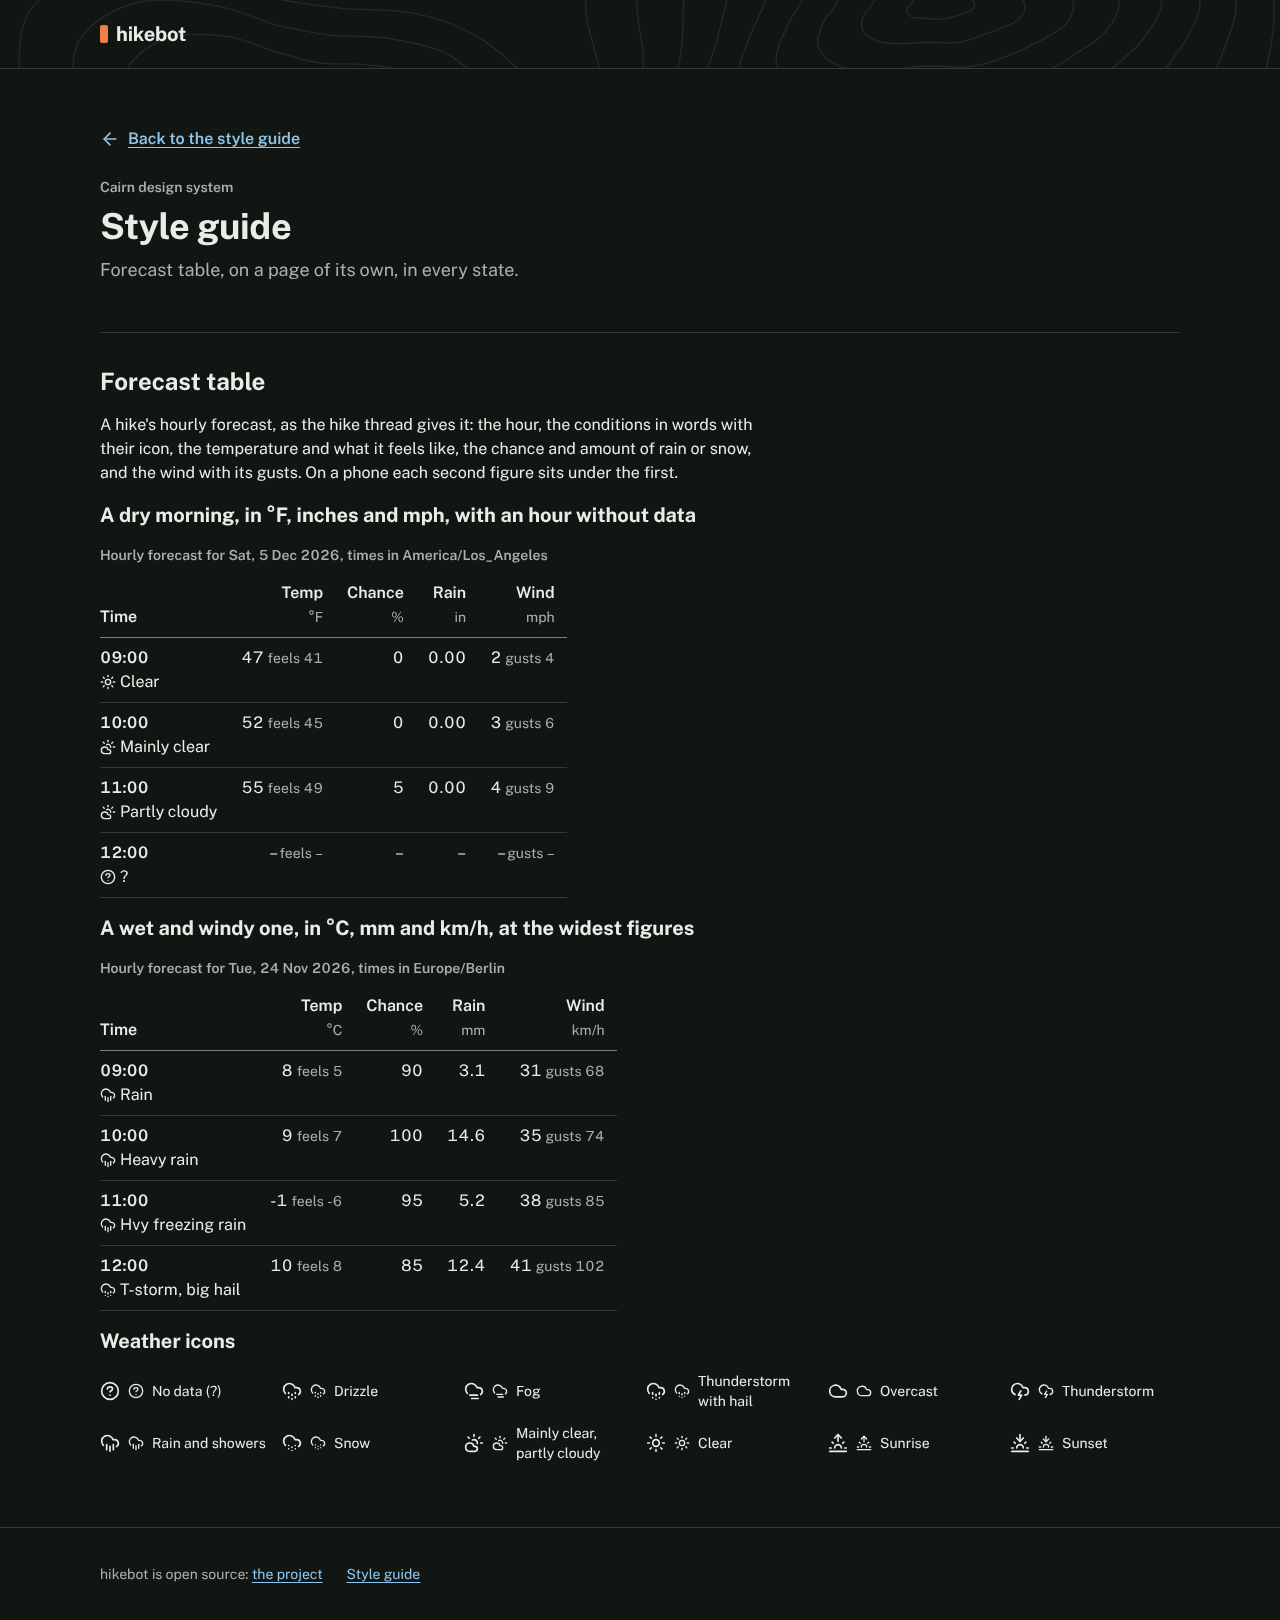 hikebot
Back to the style guide
Cairn design system
Style guide
Forecast table, on a page of its own, in every state.
Forecast table
A hike's hourly forecast, as the hike thread gives it: the hour, the conditions in words with
their icon, the temperature and what it feels like, the chance and amount of rain or snow,
and the wind with its gusts. On a phone each second figure sits under the first.
A dry morning, in °F, inches and mph, with an hour without data
Hourly forecast for Sat, 5 Dec 2026, times in America/Los_Angeles
Temp Chance Rain Wind
Time °F % in mph
09:00 47 feels 41 0 0.00 2 gusts 4
Clear
10:00 52 feels 45 0 0.00 3 gusts 6
Mainly clear
11:00 55 feels 49 5 0.00 4 gusts 9
Partly cloudy
12:00 – feels – – – – gusts –
?
A wet and windy one, in °C, mm and km/h, at the widest figures
Hourly forecast for Tue, 24 Nov 2026, times in Europe/Berlin
Temp Chance Rain Wind
Time °C % mm km/h
09:00 8 feels 5 90 3.1 31 gusts 68
Rain
10:00 9 feels 7 100 14.6 35 gusts 74
Heavy rain
11:00 -1 feels -6 95 5.2 38 gusts 85
Hvy freezing rain
12:00 10 feels 8 85 12.4 41 gusts 102
T-storm, big hail
Weather icons
No data (?)
Drizzle
Fog
Thunderstorm
with hail
Overcast
Thunderstorm
Rain and showers
Snow
Mainly clear,
partly cloudy
Clear
Sunrise
Sunset
hikebot is open source: the project Style guide